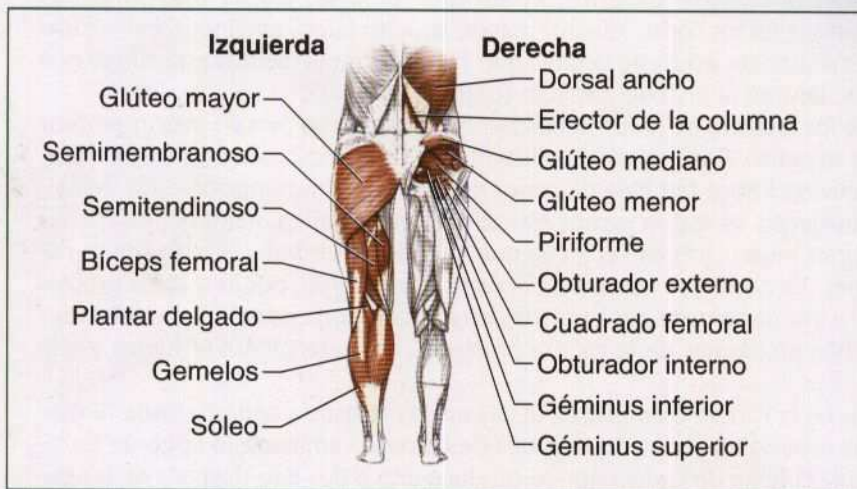 Izquierda
Glúteo mayor
Semimembranoso
Semitendinoso
Bíceps femoral
Plantar delgado
Gemelos
Sóleo
Derecha
Dorsal ancho
Erector de la columna
Glúteo mediano
Glúteo menor
Piriforme
Obturador externo
Cuadrado femoral
Obturador interno
Géminus inferior
Géminus superior